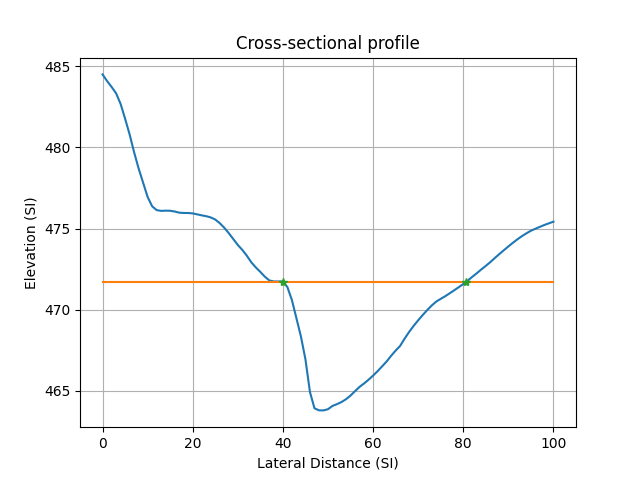 Cross-sectional profile
Elevation (SI)
485
480
475
470
465
0 20 40 60 80 100
Lateral Distance (SI)